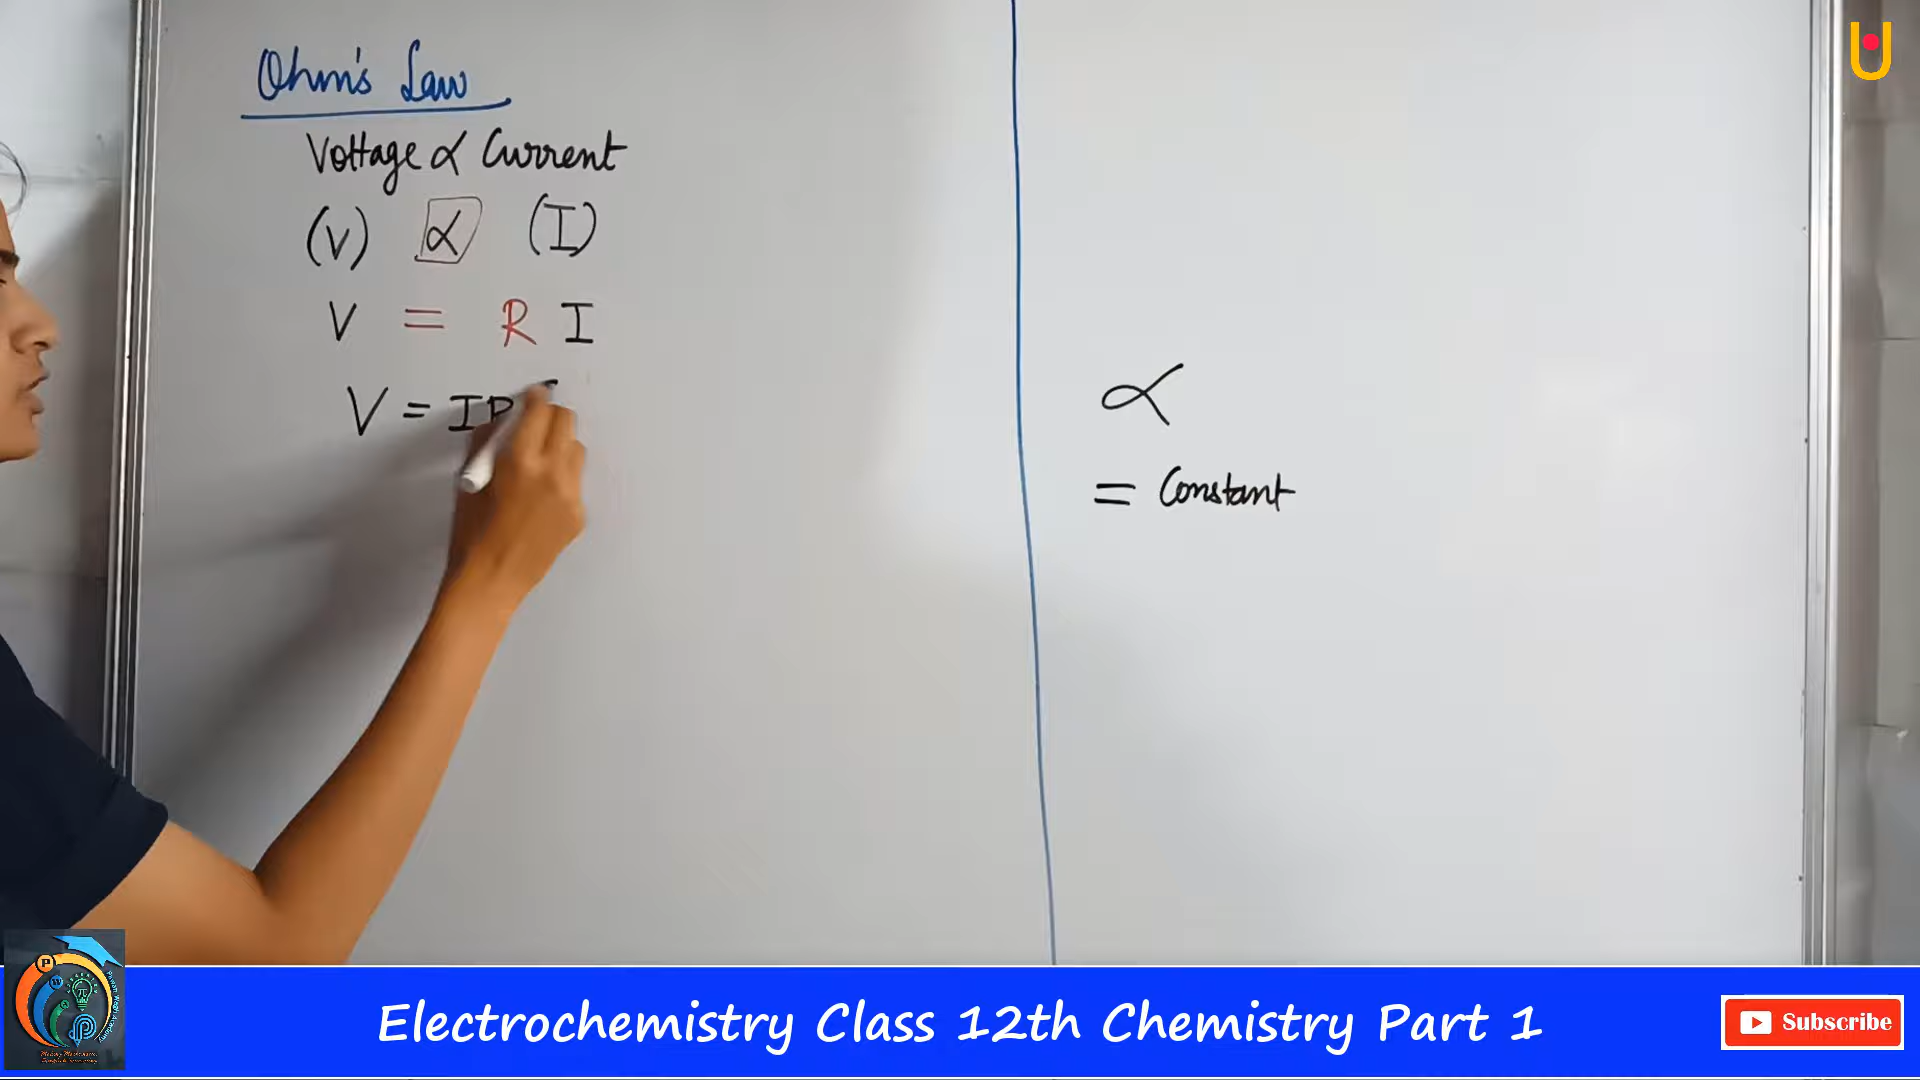 Ohm's Law
Voltage ∝ Current
(V) ∝ (I)
V = R I
V = IR
∝
= Constant
Electrochemistry Class 12th Chemistry Part 1
Subscribe